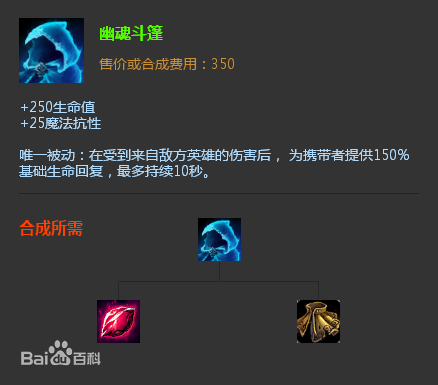 幽魂斗篷
售价或合成费用：350
+250生命值
+25魔法抗性
唯一被动：在受到来自敌方英雄的伤害后， 为携带者提供150%
基础生命回复，最多持续10秒。
合成所需
Bai du 百科